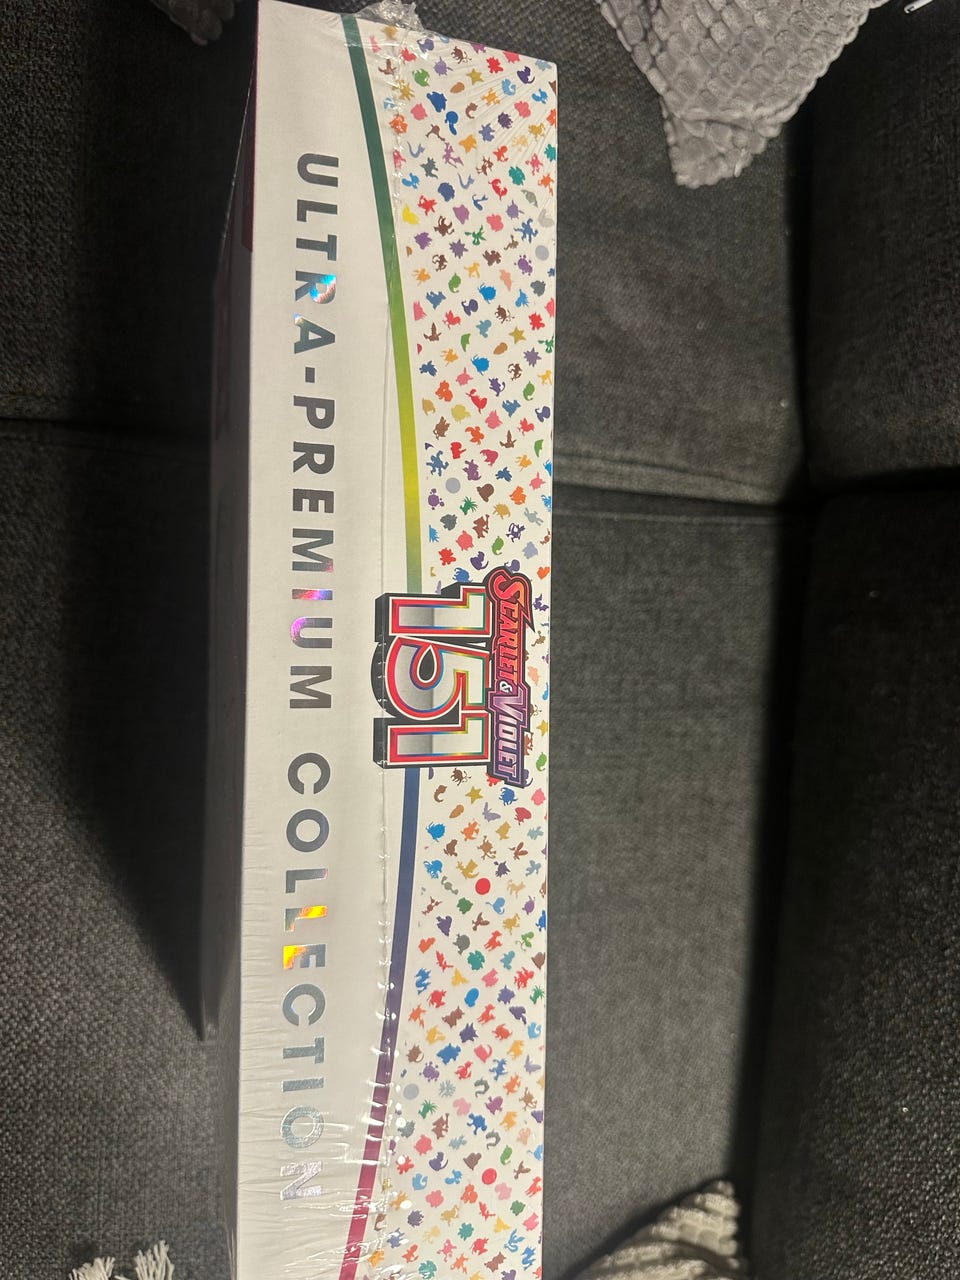 SCARLET & VIOLET
151
ULTRA-PREMIUM COLLECTION